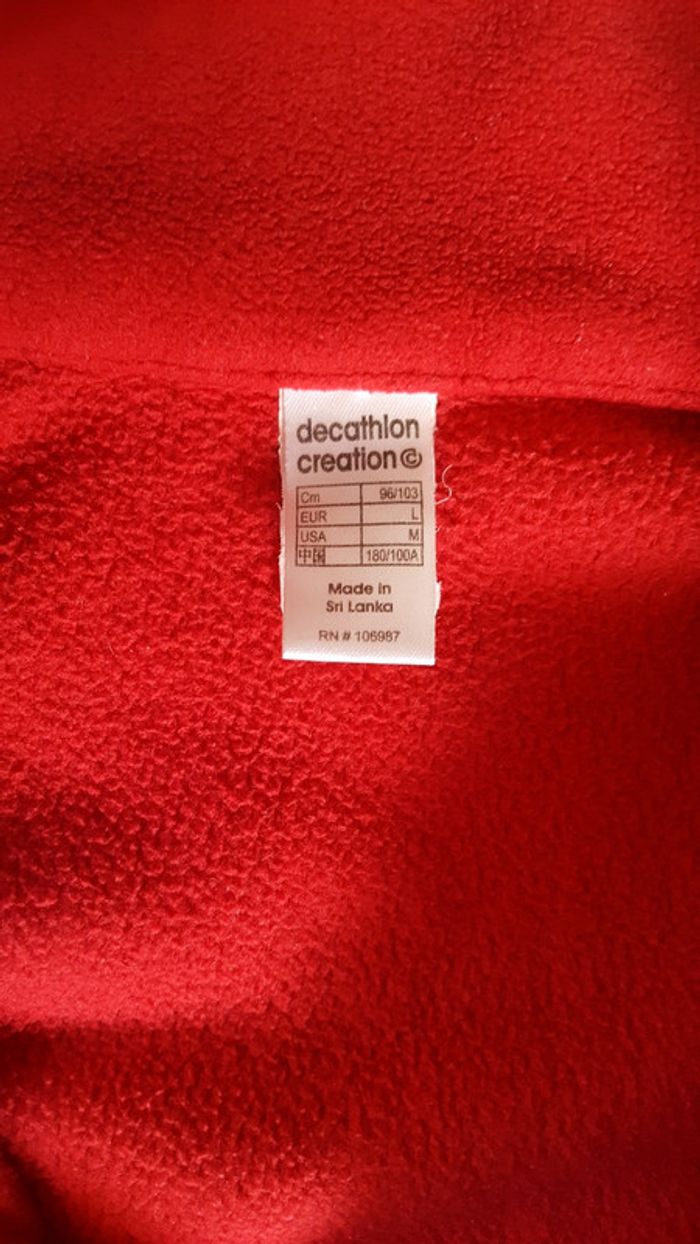 decathlon
creation©
Cm 96/103
EUR L
USA M
中国 180/100A
Made in
Sri Lanka
RN # 106987